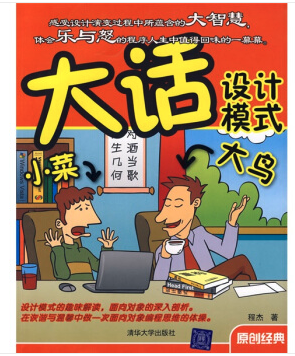 感受设计演变过程中所蕴含的大智慧,
体会乐与怒的程序人生中值得回味的一幕幕。
大话
设计
模式
对酒当歌
人生几何
小菜
大鸟
Head First
设计模式的趣味解读,面向对象的深入剖析。
在诙谐与温馨中做一次面向对象编程思维的体操。
程杰 著
清华大学出版社
原创经典